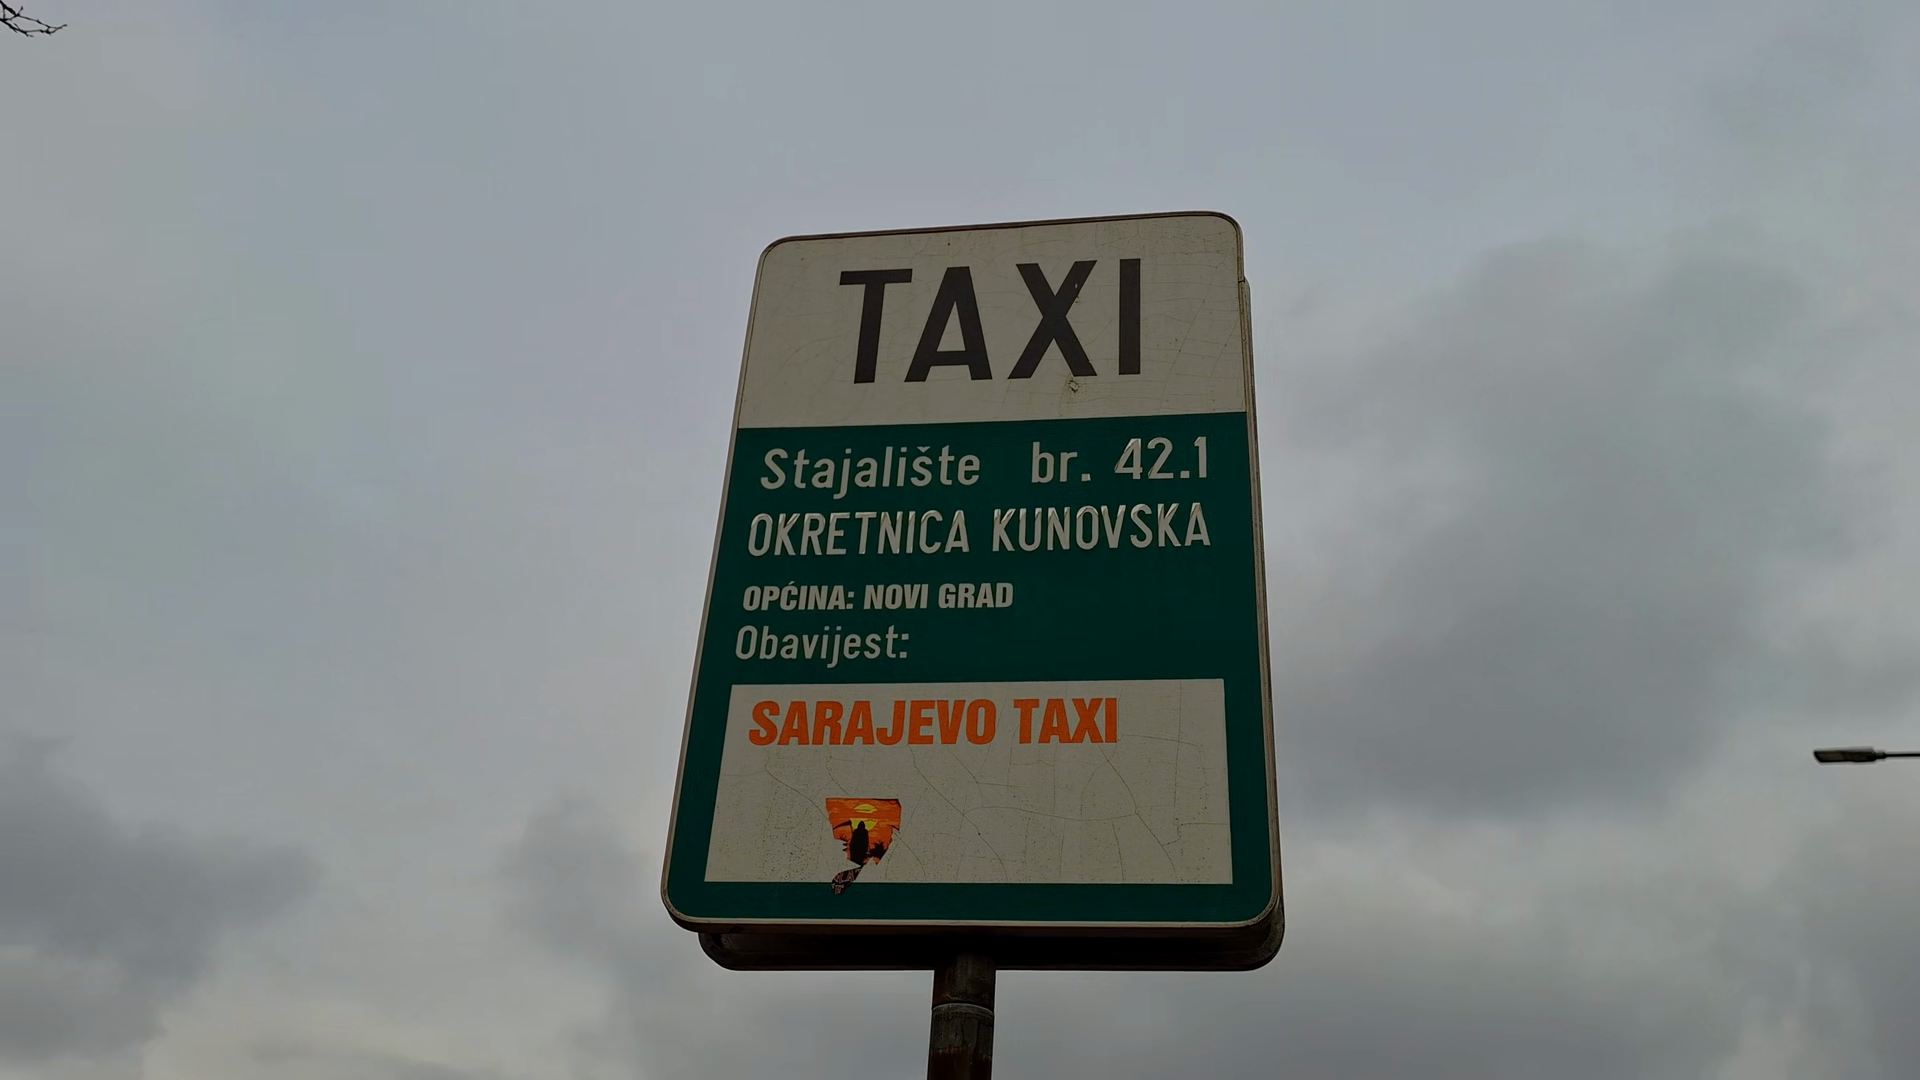 TAXI
Stajalište br. 42.1
OKRETNICA KUNOVSKA
OPĆINA: NOVI GRAD
Obavijest:
SARAJEVO TAXI